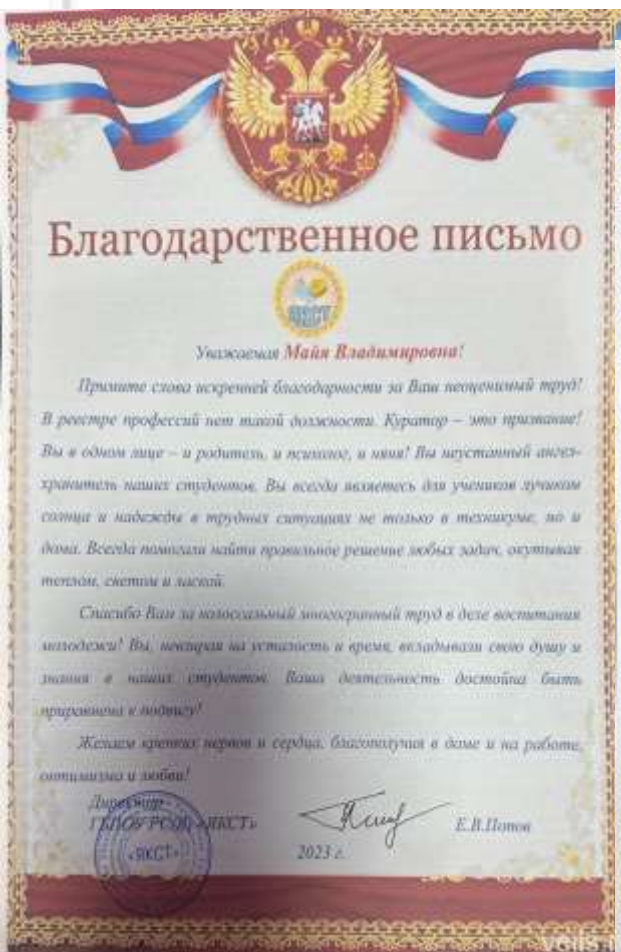 Благодарственное письмо
ЯКСТ
Уважаемая Майя Владимировна!
Примите слова искренней благодарности за Ваш неоценимый труд!
В реестре профессий нет такой должности. Куратор – это призвание!
Вы в одном лице – и родитель, и психолог, и няня! Вы неустанный ангел-
хранитель наших студентов. Вы всегда являетесь для учеников лучиком
солнца и надежды в трудных ситуациях не только в техникуме, но и
дома. Всегда помогали найти правильное решение любых задач, окутывая
теплом, светом и лаской.
Спасибо Вам за колоссальный многогранный труд в деле воспитания
молодежи! Вы, невзирая на усталость и время, вкладывали свою душу и
знания в наших студентов. Ваша деятельность достойна быть
приравнена к подвигу!
Желаем крепких нервов и сердца, благополучия в доме и на работе,
оптимизма и любви!
Директор
ГБПОУ РС(Я) «ЯКСТ»
Е.В.Попов
«ЯКСТ»
2023 г.